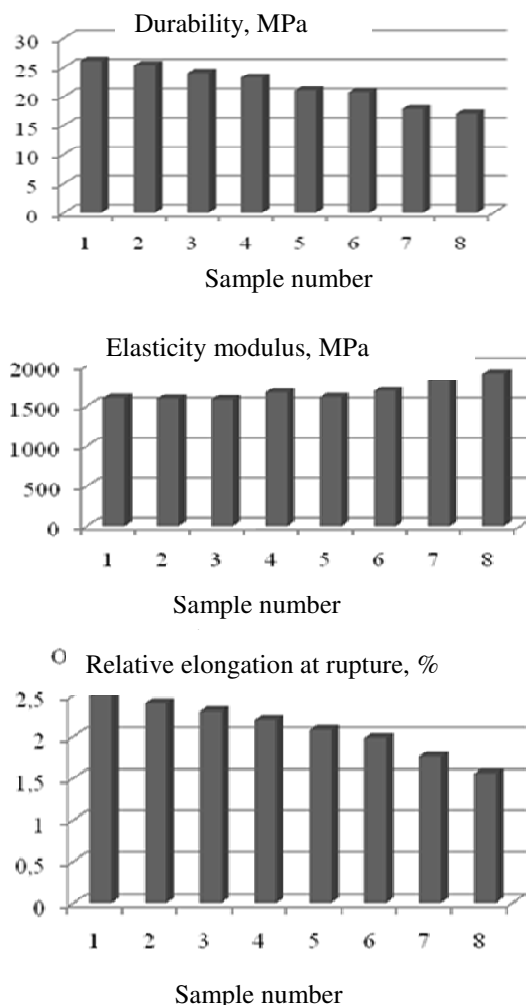 Durability, MPa
30
25
20
15
10
5
0
1 2 3 4 5 6 7 8
Sample number
Elasticity modulus, MPa
2000
1500
1000
500
0
1 2 3 4 5 6 7 8
Sample number
O Relative elongation at rupture, %
2,5
2
1,5
1
0,5
0
1 2 3 4 5 6 7 8
Sample number